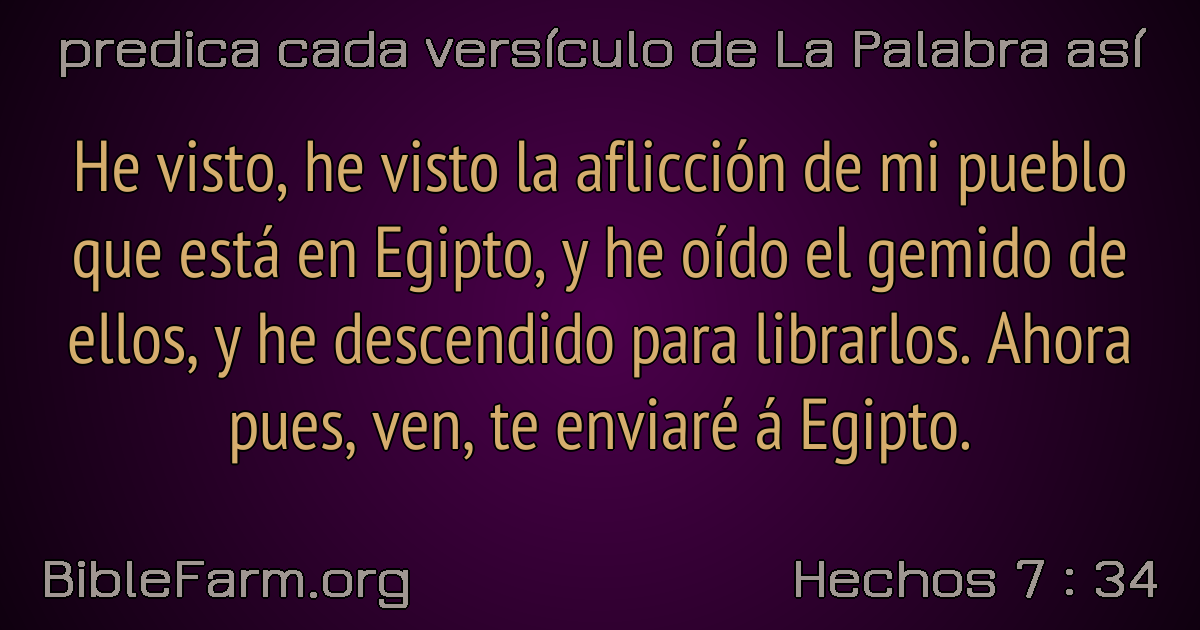 predica cada versículo de La Palabra así
He visto, he visto la aflicción de mi pueblo
que está en Egipto, y he oído el gemido de
ellos, y he descendido para librarlos. Ahora
pues, ven, te enviaré á Egipto.
BibleFarm.org
Hechos 7 : 34